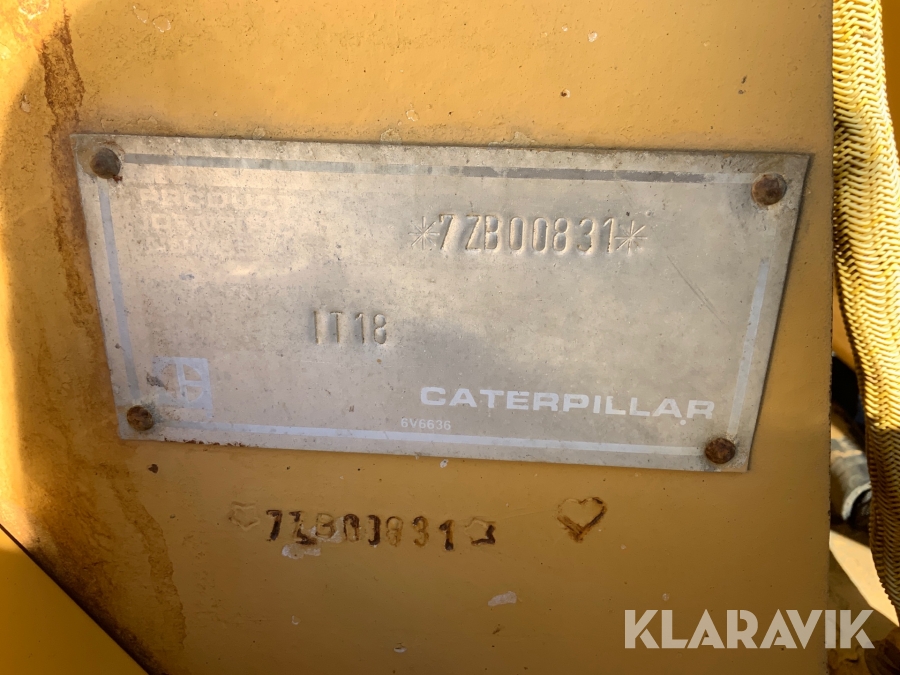 *7ZB00831*
IT18
CATERPILLAR
6V6636
7ZB00831
KLARAVIK